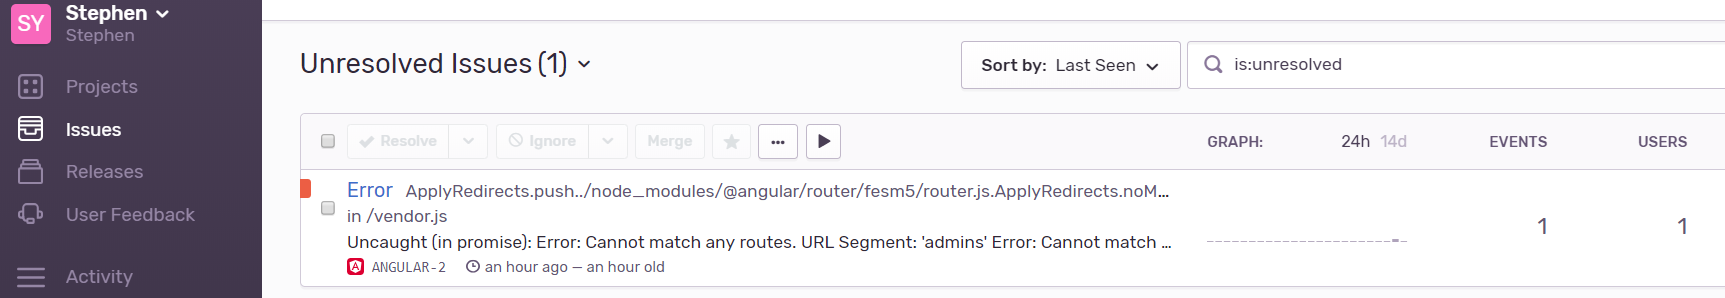 SY
Stephen
Stephen
Projects
Issues
Releases
User Feedback
Activity
Unresolved Issues (1)
Sort by: Last Seen
is:unresolved
Resolve
Ignore
Merge
GRAPH: 24h 14d EVENTS USERS
Error ApplyRedirects.push../node_modules/@angular/router/fesm5/router.js.ApplyRedirects.noM...
in /vendor.js
Uncaught (in promise): Error: Cannot match any routes. URL Segment: 'admins' Error: Cannot match ...
1 1
ANGULAR-2 an hour ago — an hour old